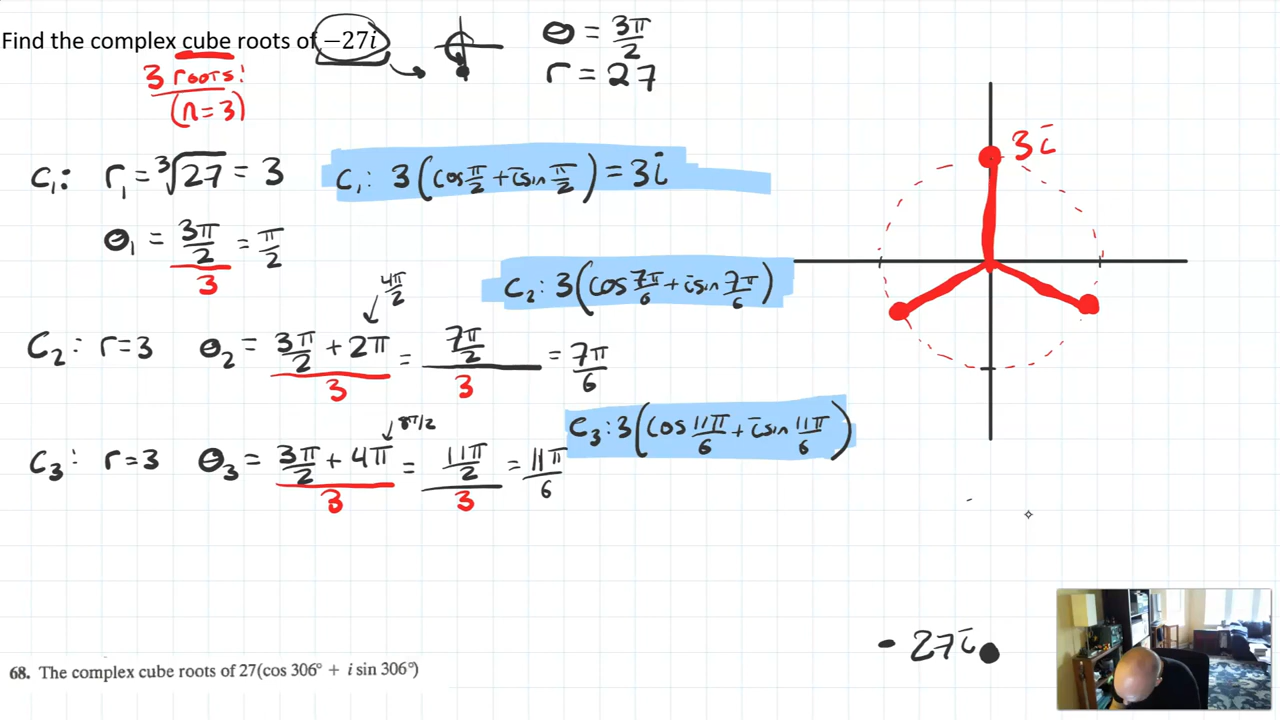 Find the complex cube roots of −27i
θ = 3π/2
r = 27
3 roots!
(n = 3)
C₁: r₁ = ³√27 = 3
C₁: 3(cos π/2 + i sin π/2) = 3i
θ₁ = (3π/2)/3 = π/2
4π/2
C₂: 3(cos 7π/6 + i sin 7π/6)
C₂: r = 3 θ₂ = (3π/2 + 2π)/3 = (7π/2)/3 = 7π/6
8π/2
C₃: 3(cos 11π/6 + i sin 11π/6)
C₃: r = 3 θ₃ = (3π/2 + 4π)/3 = (11π/2)/3 = 11π/6
3i
- 27i
68. The complex cube roots of 27(cos 306° + i sin 306°)